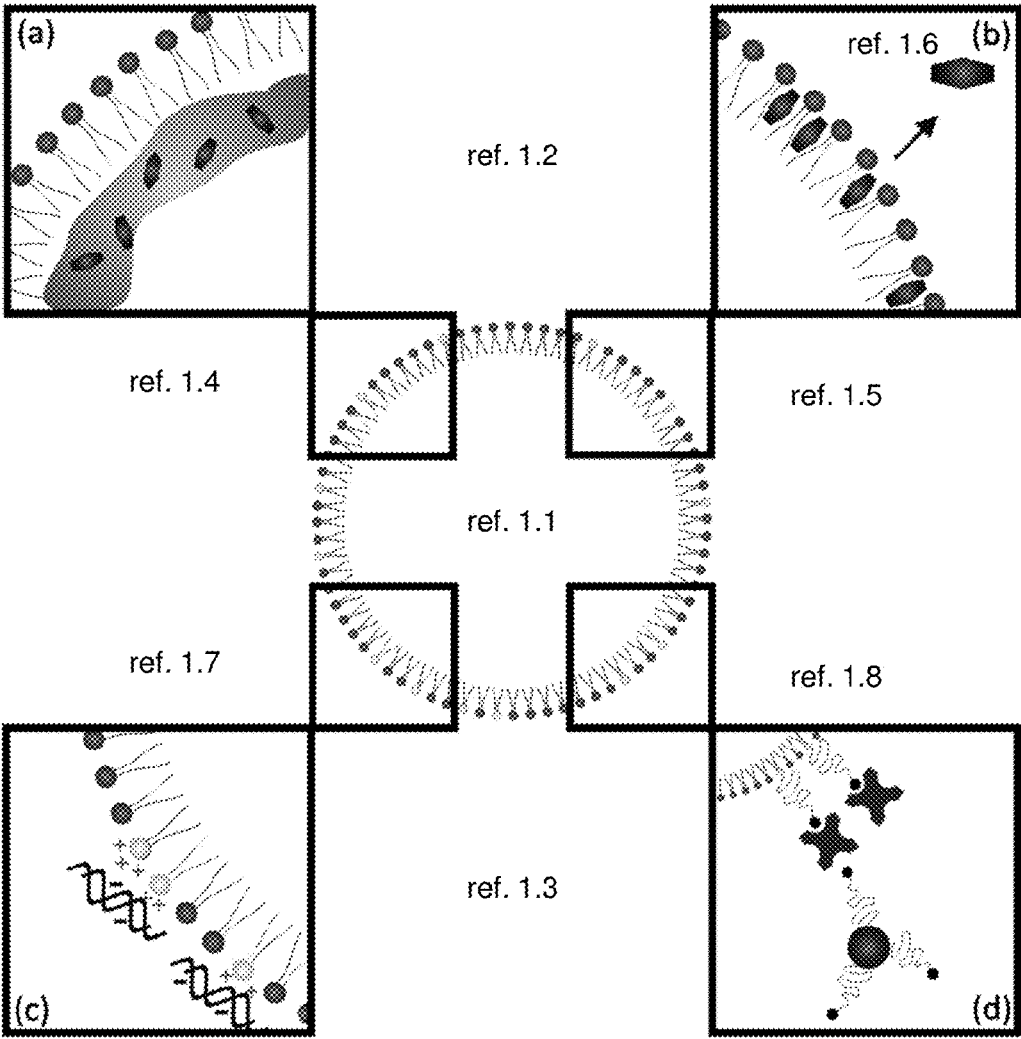 (a)
(b)
ref. 1.6
ref. 1.2
ref. 1.4
ref. 1.5
ref. 1.1
ref. 1.7
ref. 1.8
ref. 1.3
(c)
(d)